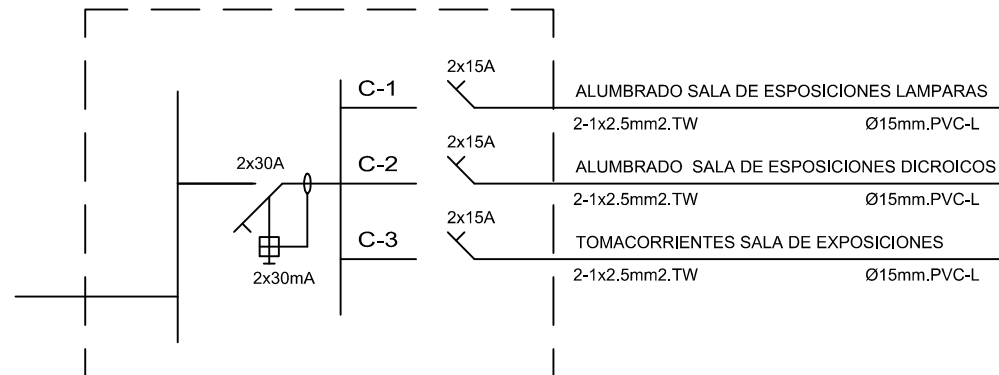 C-1
2x15A
ALUMBRADO SALA DE ESPOSICIONES LAMPARAS
2-1x2.5mm2.TW Ø15mm.PVC-L
2x30A
C-2
2x15A
ALUMBRADO SALA DE ESPOSICIONES DICROICOS
2-1x2.5mm2.TW Ø15mm.PVC-L
2x30mA
C-3
2x15A
TOMACORRIENTES SALA DE EXPOSICIONES
2-1x2.5mm2.TW Ø15mm.PVC-L